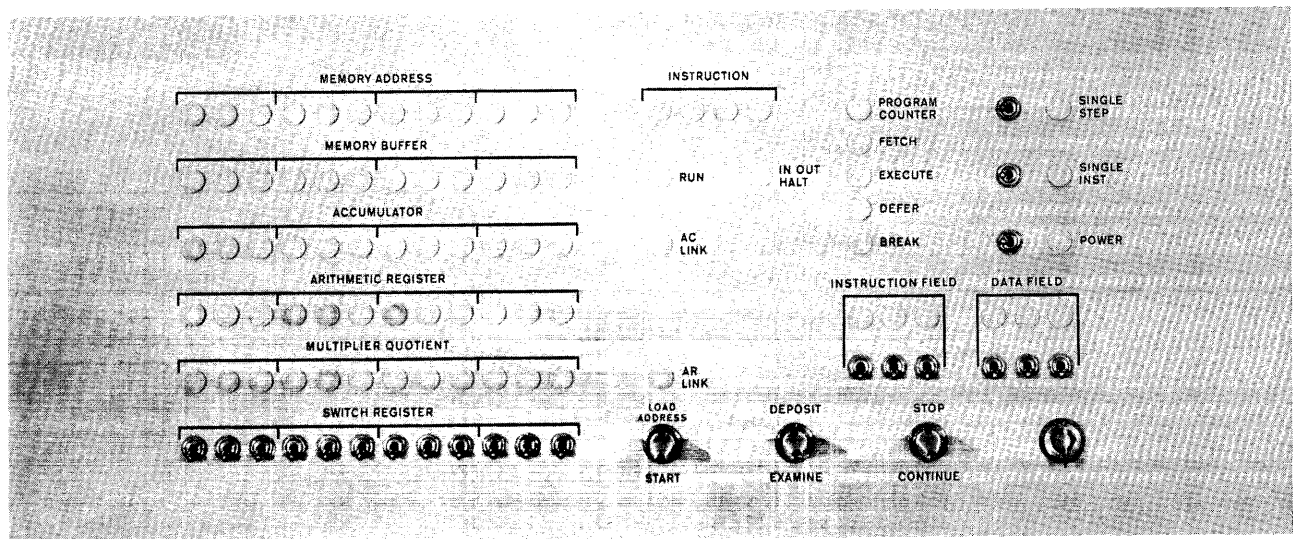 MEMORY ADDRESS
MEMORY BUFFER
ACCUMULATOR
ARITHMETIC REGISTER
MULTIPLIER QUOTIENT
SWITCH REGISTER
INSTRUCTION
RUN
IN OUT
HALT
AC
LINK
AR
LINK
PROGRAM
COUNTER
FETCH
EXECUTE
DEFER
BREAK
SINGLE
STEP
SINGLE
INST.
POWER
INSTRUCTION FIELD
DATA FIELD
LOAD
ADDRESS
START
DEPOSIT
EXAMINE
STOP
CONTINUE